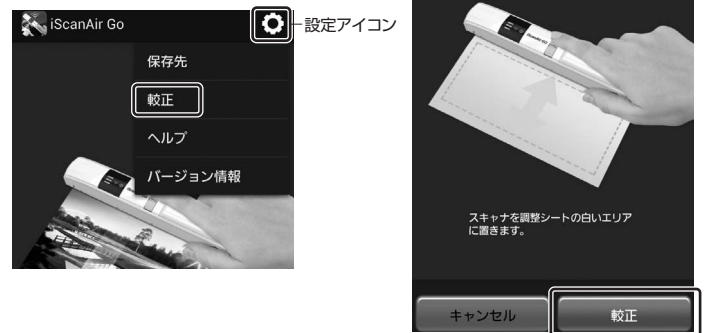 iScanAir Go
設定アイコン
保存先
較正
ヘルプ
バージョン情報
iScanAir GO
スキャナを調整シートの白いエリア
に置きます。
キャンセル
較正